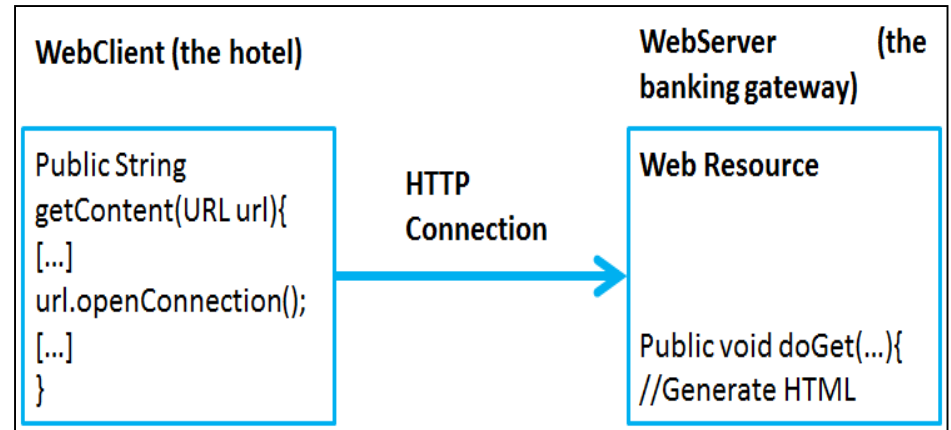 WebClient (the hotel)
Public String
getContent(URL url){
[...]
url.openConnection();
[...]
}
HTTP
Connection
WebServer (the
banking gateway)
Web Resource
Public void doGet(...){
//Generate HTML